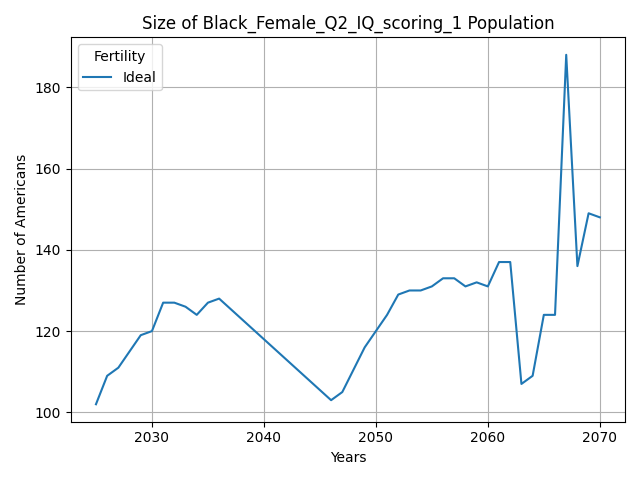 Size of Black_Female_Q2_IQ_scoring_1 Population
Fertility
Ideal
Number of Americans
180
160
140
120
100
2030
2040
2050
2060
2070
Years